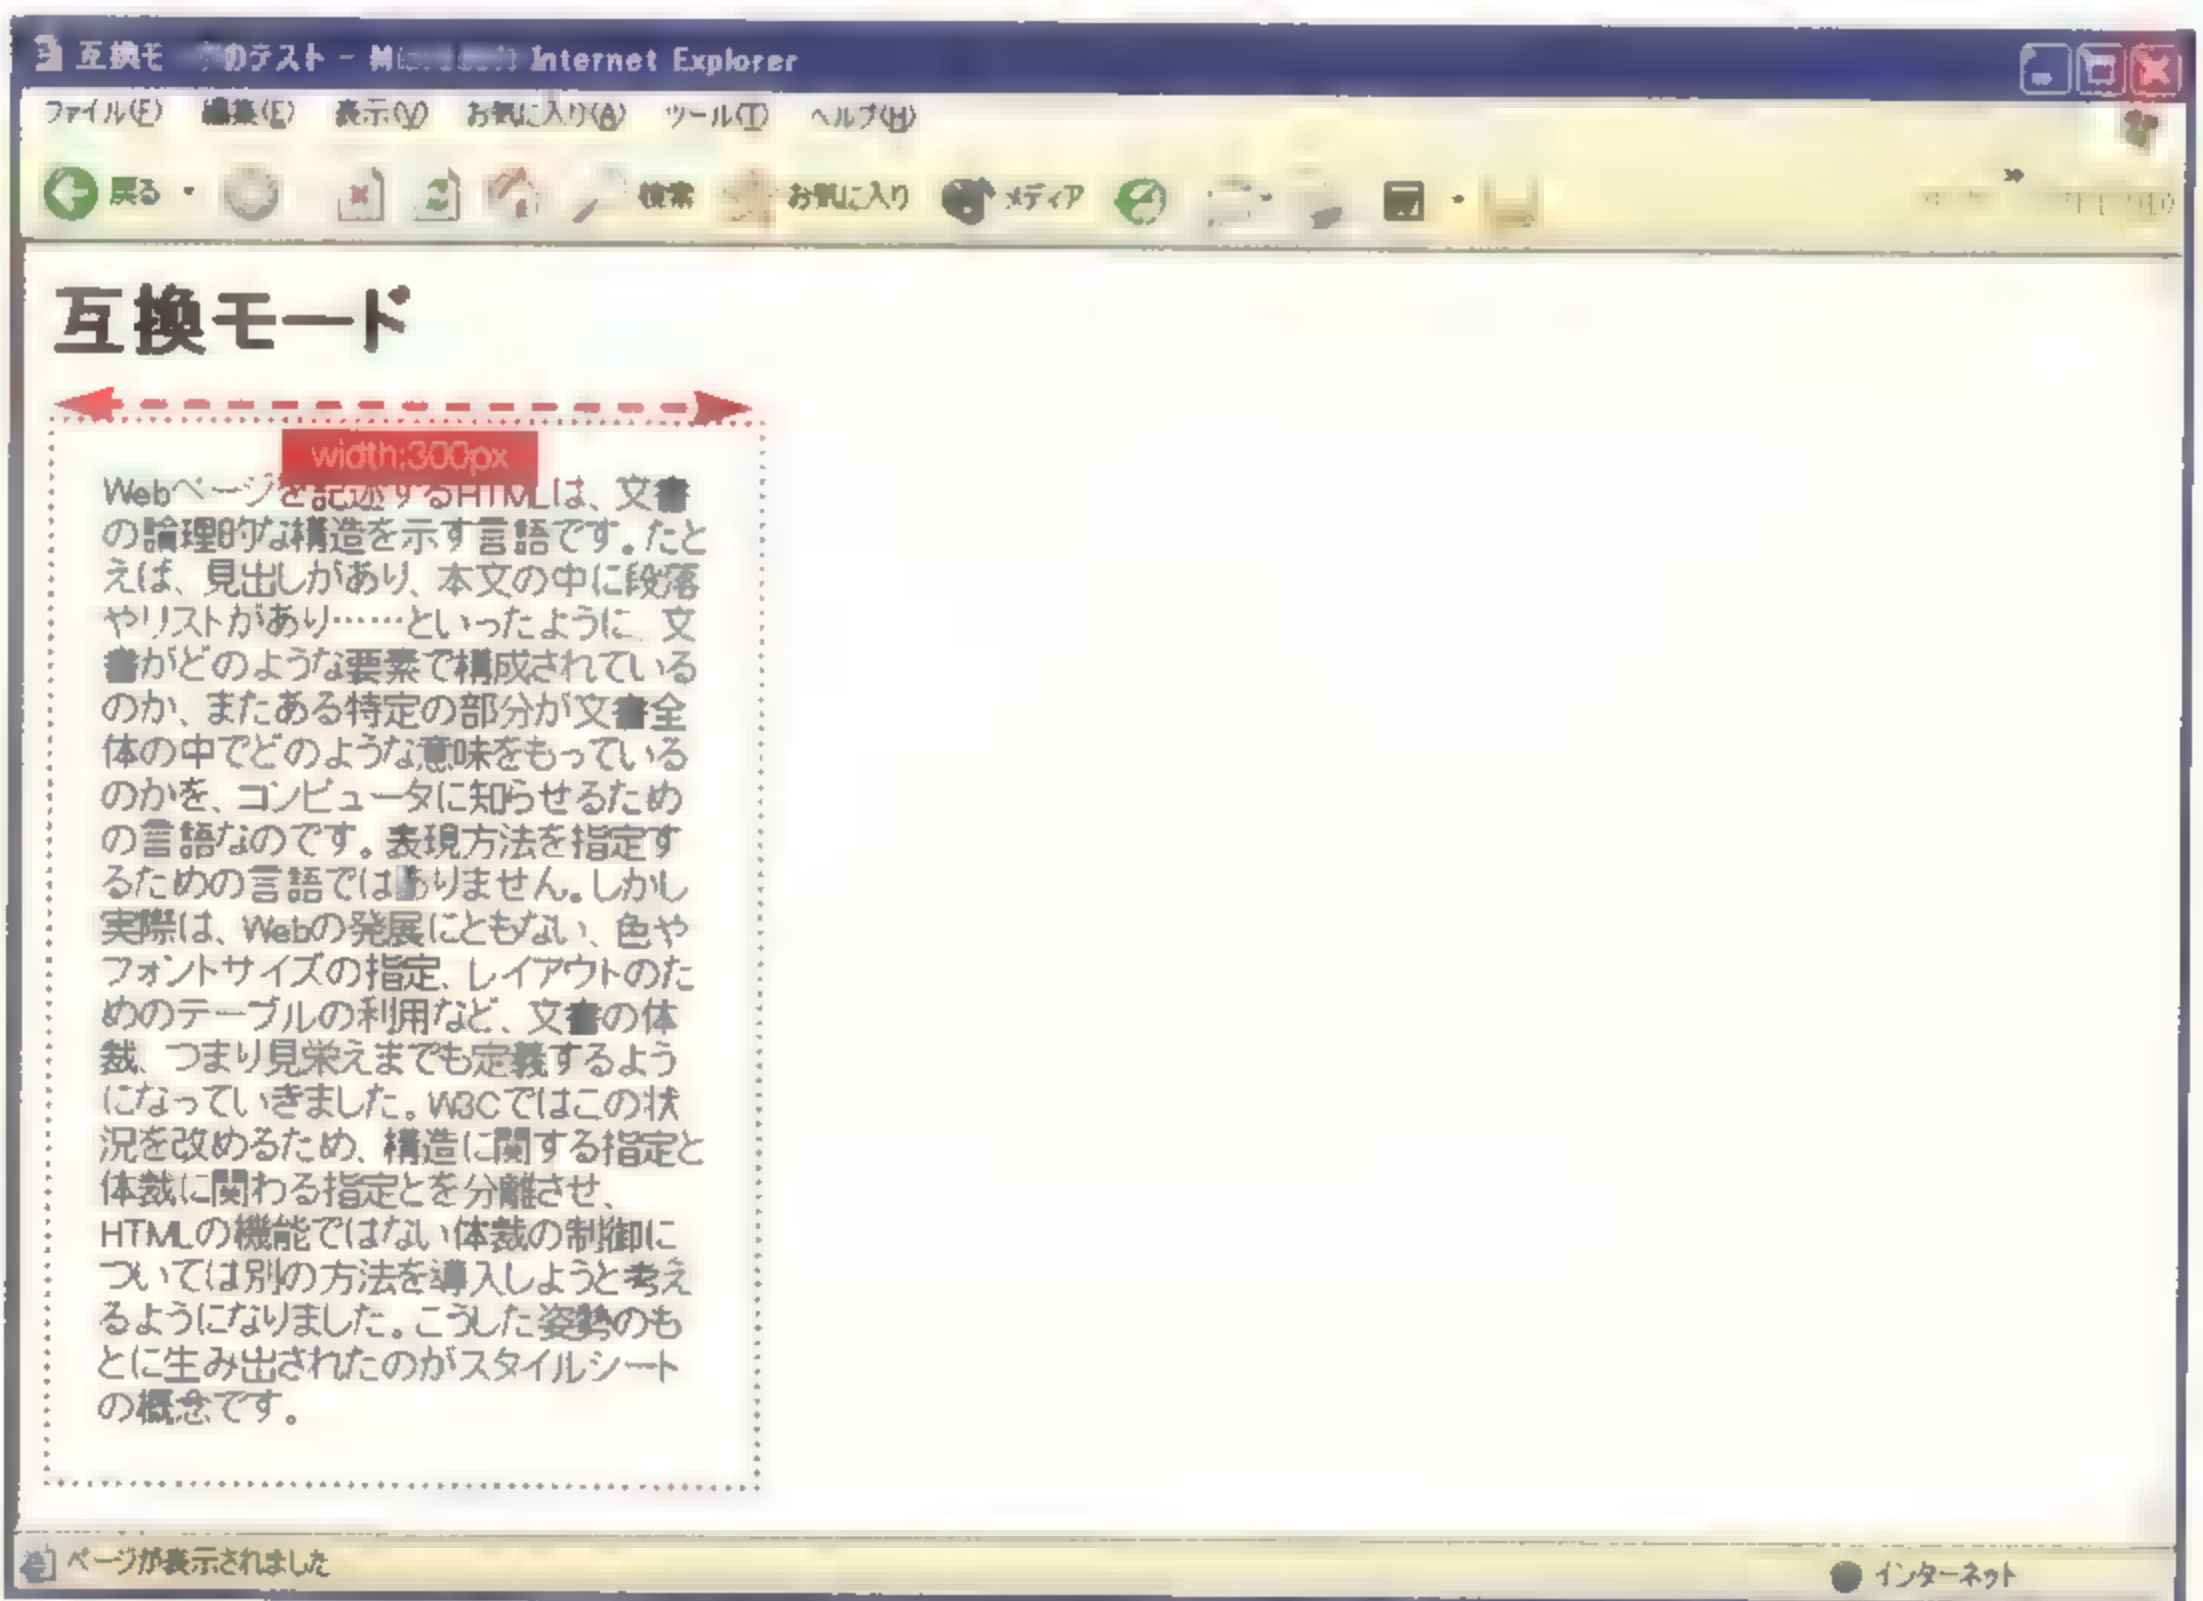 互換モードのテスト - Microsoft Internet Explorer
ファイル(F) 編集(E) 表示(V) お気に入り(A) ツール(T) ヘルプ(H)
戻る 検索 お気に入り メディア »
互換モード
width:300px
Webページを記述するHTMLは、文書
の論理的な構造を示す言語です。たと
えば、見出しがあり、本文の中に段落
やリストがあり……といったように、文
書がどのような要素で構成されている
のか、またある特定の部分が文書全
体の中でどのような意味をもっている
のかを、コンピュータに知らせるため
の言語なのです。表現方法を指定す
るための言語ではありません。しかし
実際は、Webの発展にともない、色や
フォントサイズの指定、レイアウトのた
めのテーブルの利用など、文書の体
裁、つまり見栄えまでも定義するよう
になっていきました。W3Cではこの状
況を改めるため、構造に関する指定と
体裁に関わる指定とを分離させ、
HTMLの機能ではない体裁の制御に
ついては別の方法を導入しようと考え
るようになりました。こうした姿勢のも
とに生み出されたのがスタイルシート
の概念です。
ページが表示されました
インターネット